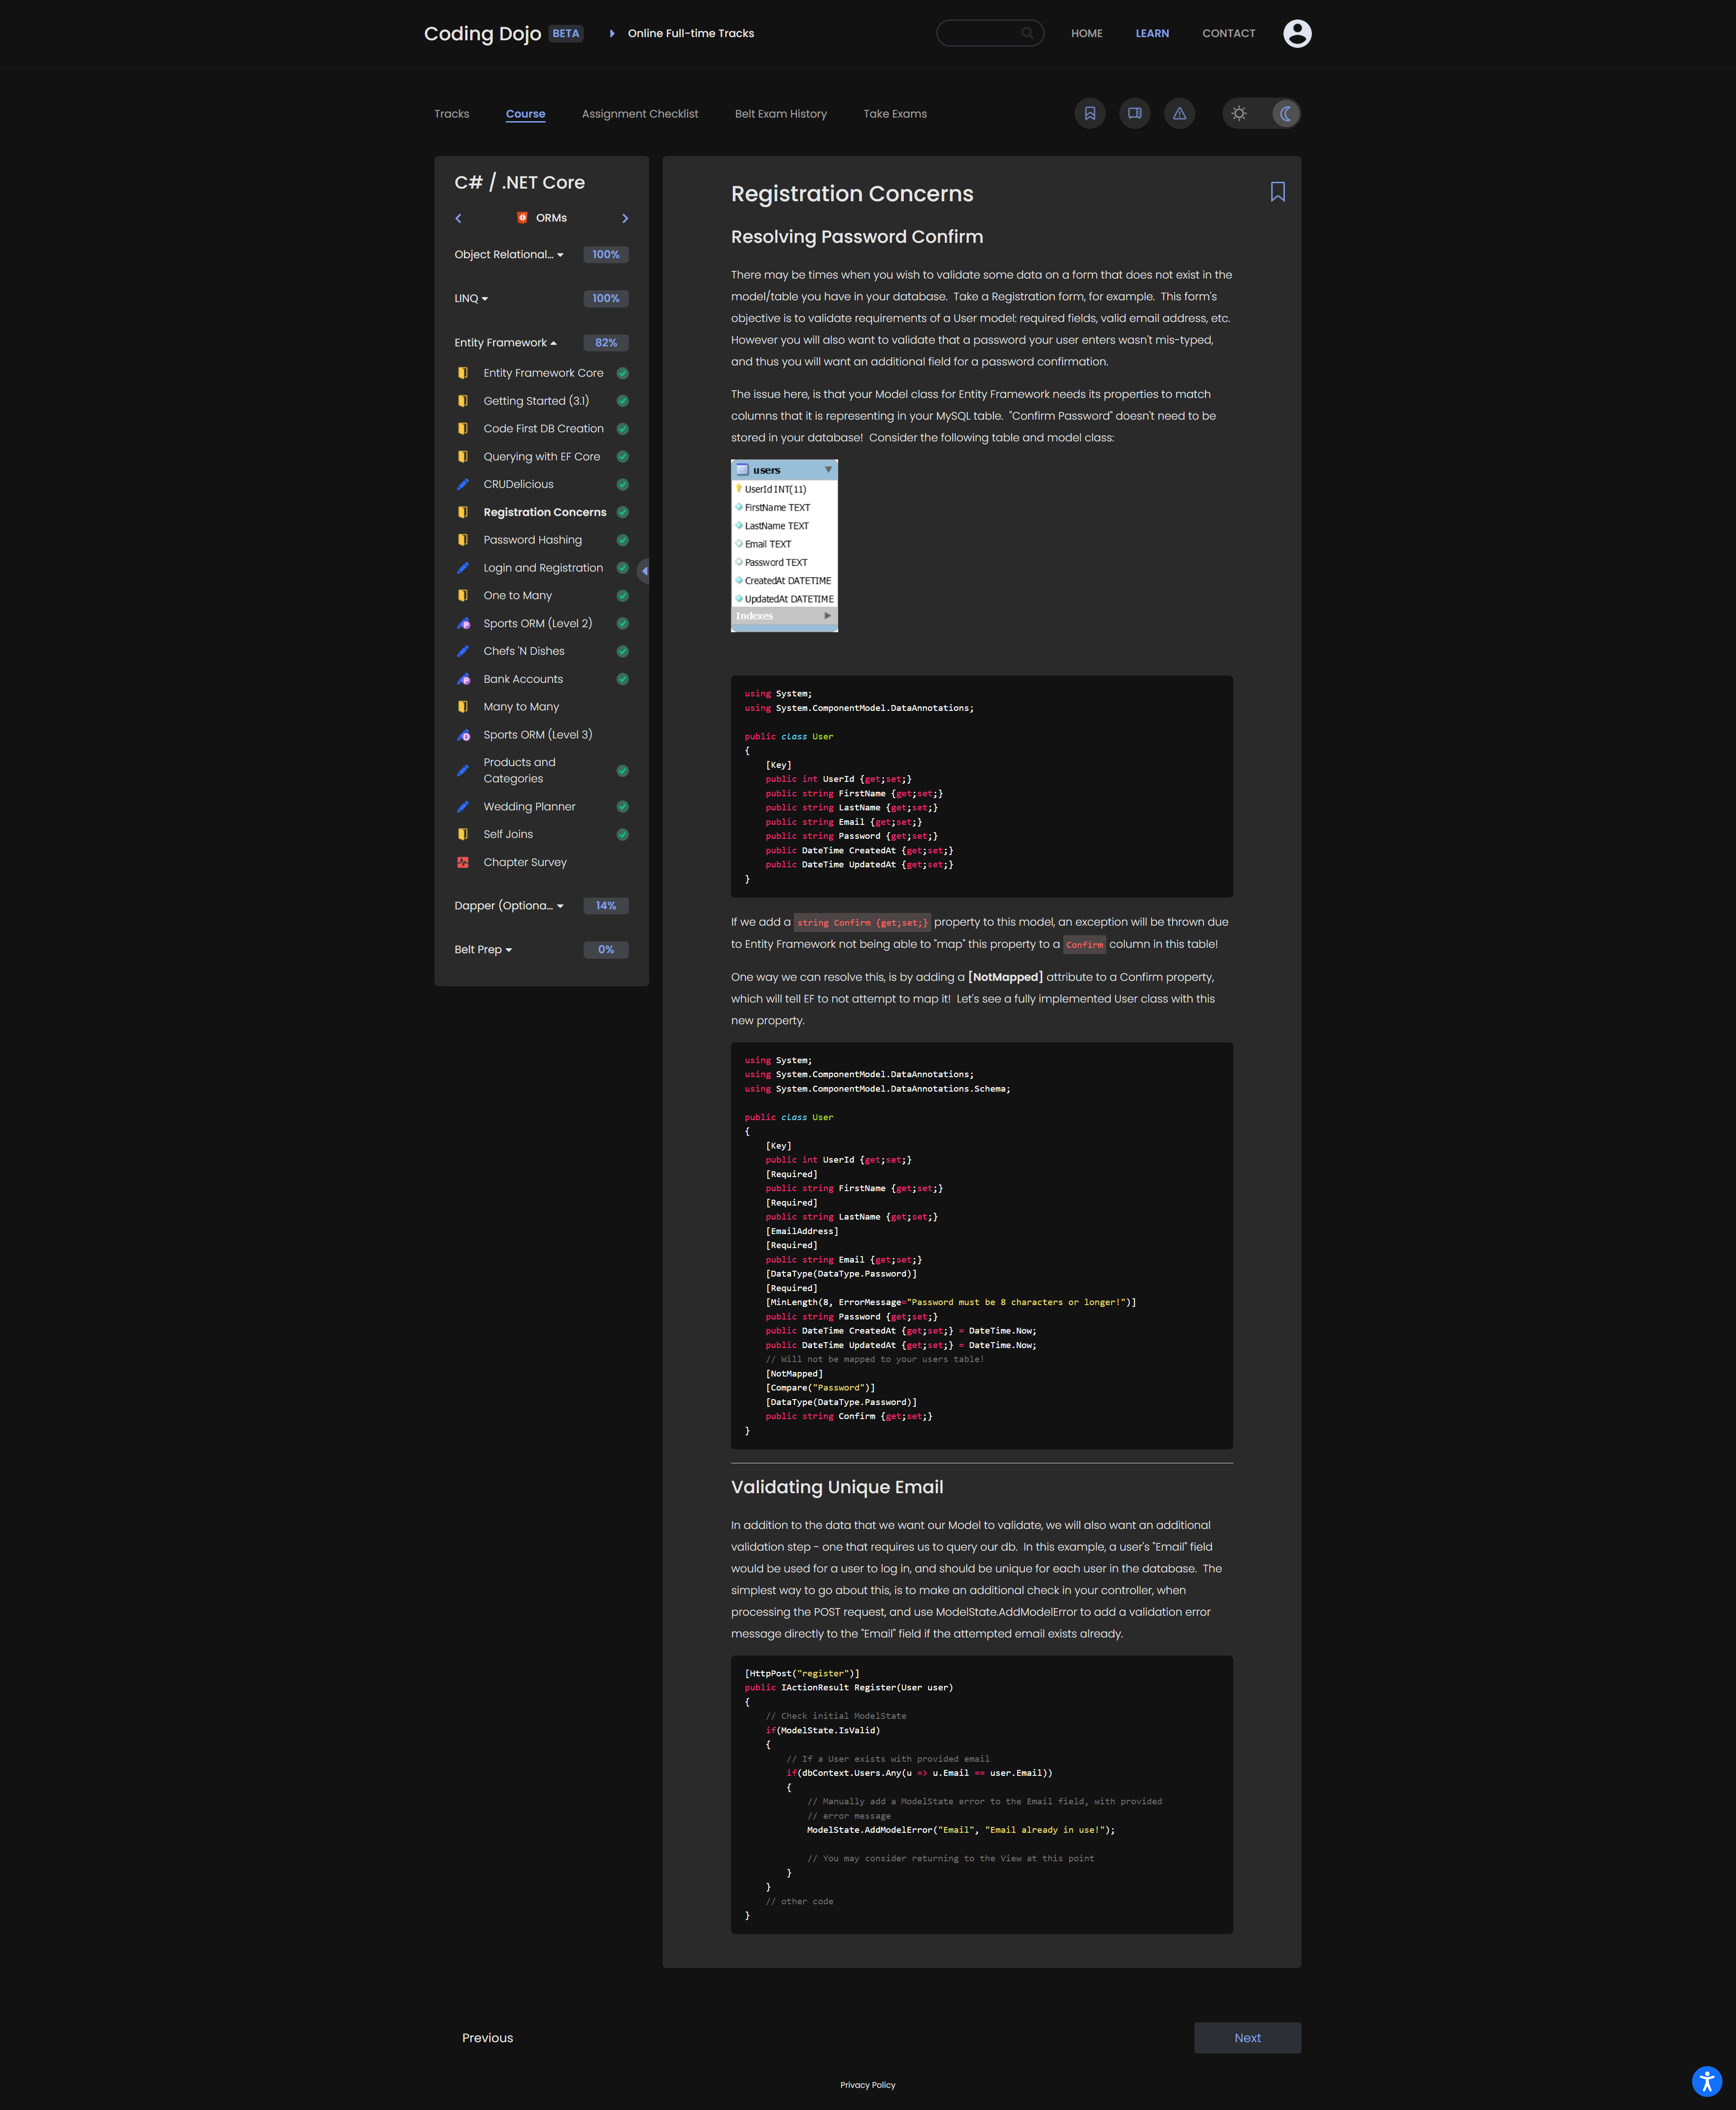 Coding Dojo BETA Online Full-time Tracks HOME LEARN CONTACT
Tracks Course Assignment Checklist Belt Exam History Take Exams
C# / .NET Core
ORMs
Object Relational... 100%
LINQ 100%
Entity Framework 82%
Entity Framework Core
Getting Started (3.1)
Code First DB Creation
Querying with EF Core
CRUDelicious
Registration Concerns
Password Hashing
Login and Registration
One to Many
Sports ORM (Level 2)
Chefs 'N Dishes
Bank Accounts
Many to Many
Sports ORM (Level 3)
Products and
Categories
Wedding Planner
Self Joins
Chapter Survey
Dapper (Optiona... 14%
Belt Prep 0%
Registration Concerns
Resolving Password Confirm
There may be times when you wish to validate some data on a form that does not exist in the
model/table you have in your database.  Take a Registration form, for example.  This form's
objective is to validate requirements of a User model: required fields, valid email address, etc.
However you will also want to validate that a password your user enters wasn't mis-typed,
and thus you will want an additional field for a password confirmation.
The issue here, is that your Model class for Entity Framework needs its properties to match
columns that it is representing in your MySQL table.  "Confirm Password" doesn't need to be
stored in your database!  Consider the following table and model class:
users
UserId INT(11)
FirstName TEXT
LastName TEXT
Email TEXT
Password TEXT
CreatedAt DATETIME
UpdatedAt DATETIME
Indexes
using System;
using System.ComponentModel.DataAnnotations;
public class User
{
[Key]
public int UserId {get;set;}
public string FirstName {get;set;}
public string LastName {get;set;}
public string Email {get;set;}
public string Password {get;set;}
public DateTime CreatedAt {get;set;}
public DateTime UpdatedAt {get;set;}
}
If we add a string Confirm {get;set;} property to this model, an exception will be thrown due
to Entity Framework not being able to "map" this property to a Confirm column in this table!
One way we can resolve this, is by adding a [NotMapped] attribute to a Confirm property,
which will tell EF to not attempt to map it!  Let's see a fully implemented User class with this
new property.
using System;
using System.ComponentModel.DataAnnotations;
using System.ComponentModel.DataAnnotations.Schema;
public class User
{
[Key]
public int UserId {get;set;}
[Required]
public string FirstName {get;set;}
[Required]
public string LastName {get;set;}
[EmailAddress]
[Required]
public string Email {get;set;}
[DataType(DataType.Password)]
[Required]
[MinLength(8, ErrorMessage="Password must be 8 characters or longer!")]
public string Password {get;set;}
public DateTime CreatedAt {get;set;} = DateTime.Now;
public DateTime UpdatedAt {get;set;} = DateTime.Now;
// Will not be mapped to your users table!
[NotMapped]
[Compare("Password")]
[DataType(DataType.Password)]
public string Confirm {get;set;}
}
Validating Unique Email
In addition to the data that we want our Model to validate, we will also want an additional
validation step - one that requires us to query our db.  In this example, a user's "Email" field
would be used for a user to log in, and should be unique for each user in the database.  The
simplest way to go about this, is to make an additional check in your controller, when
processing the POST request, and use ModelState.AddModelError to add a validation error
message directly to the "Email" field if the attempted email exists already.
[HttpPost("register")]
public IActionResult Register(User user)
{
// Check initial ModelState
if(ModelState.IsValid)
{
// If a User exists with provided email
if(dbContext.Users.Any(u => u.Email == user.Email))
{
// Manually add a ModelState error to the Email field, with provided
// error message
ModelState.AddModelError("Email", "Email already in use!");
// You may consider returning to the View at this point
}
}
// other code
}
Previous Next
Privacy Policy